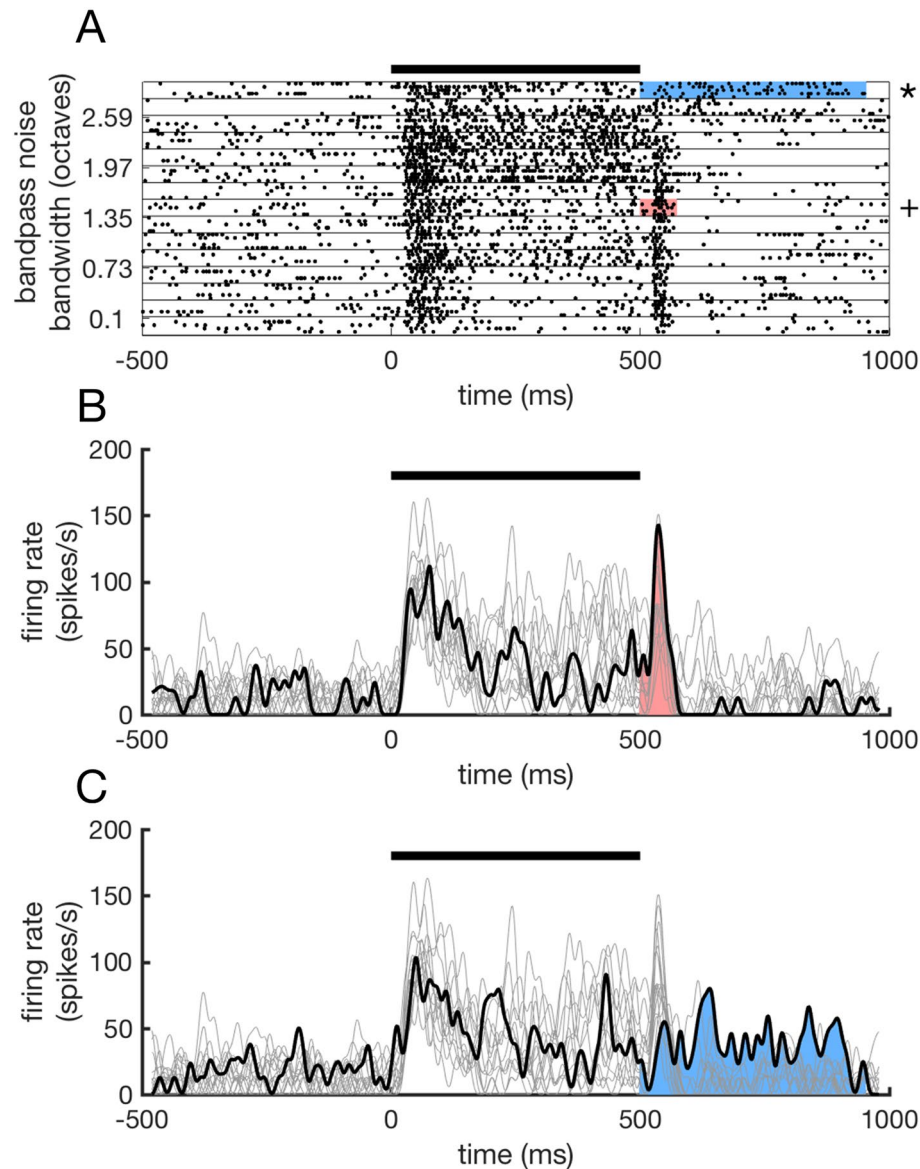 A
bandpass noise
bandwidth (octaves)
2.59
1.97
1.35
0.73
0.1
*
+
-500 0 500 1000
time (ms)
B
firing rate
(spikes/s)
200
150
100
50
0
-500 0 500 1000
time (ms)
C
firing rate
(spikes/s)
200
150
100
50
0
-500 0 500 1000
time (ms)